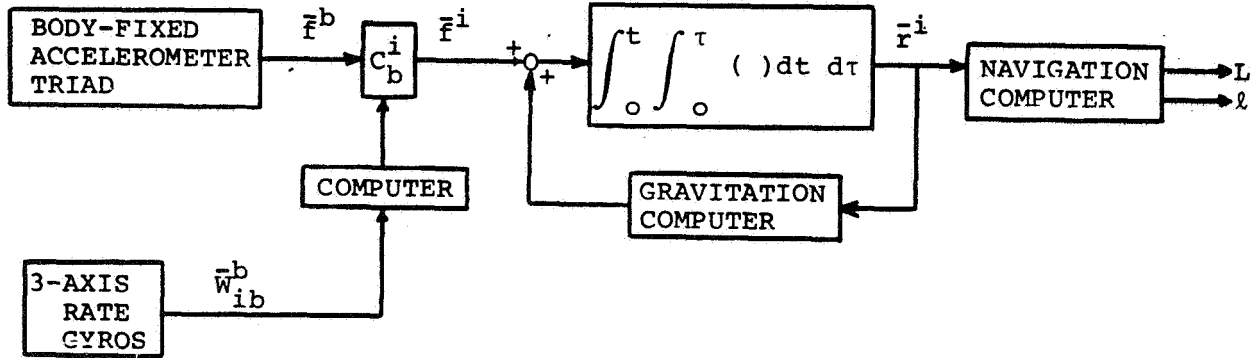 BODY-FIXED
ACCELEROMETER
TRIAD
f̄^b
C_b^i
f̄^i
+
+
∫_o^t ∫_o^τ ( )dt dτ
r̄^i
NAVIGATION
COMPUTER
L
ℓ
COMPUTER
GRAVITATION
COMPUTER
3-AXIS
RATE
GYROS
W̄_ib^b